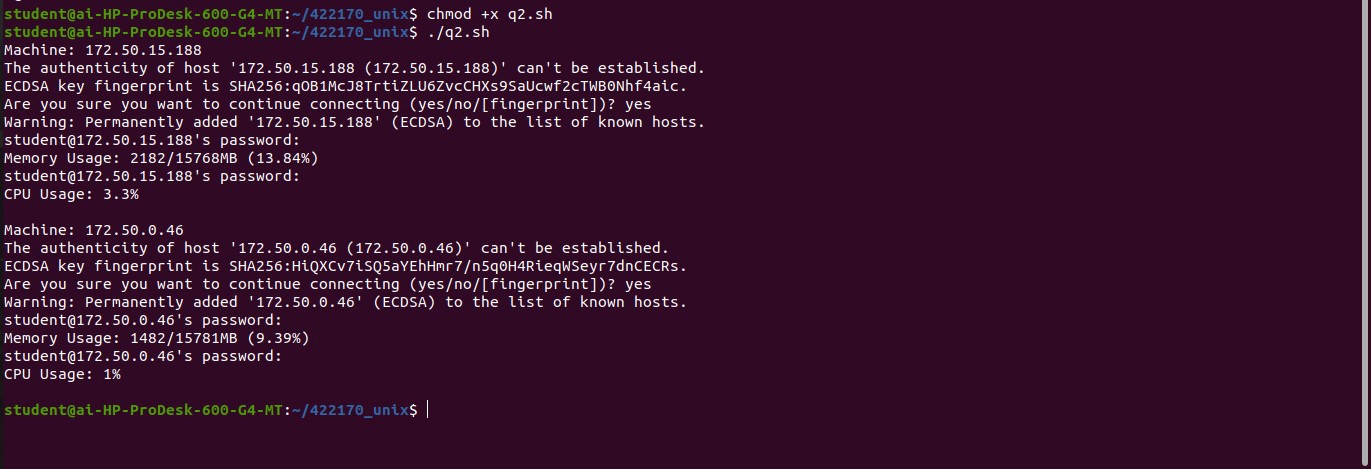 student@ai-HP-ProDesk-600-G4-MT:~/422170_unix$ chmod +x q2.sh
student@ai-HP-ProDesk-600-G4-MT:~/422170_unix$ ./q2.sh
Machine: 172.50.15.188
The authenticity of host '172.50.15.188 (172.50.15.188)' can't be established.
ECDSA key fingerprint is SHA256:qOB1McJ8TrtiZLU6ZvcCHXs9SaUcwf2cTWB0Nhf4aic.
Are you sure you want to continue connecting (yes/no/[fingerprint])? yes
Warning: Permanently added '172.50.15.188' (ECDSA) to the list of known hosts.
student@172.50.15.188's password:
Memory Usage: 2182/15768MB (13.84%)
student@172.50.15.188's password:
CPU Usage: 3.3%
Machine: 172.50.0.46
The authenticity of host '172.50.0.46 (172.50.0.46)' can't be established.
ECDSA key fingerprint is SHA256:HiQXCv7iSQ5aYEhHmr7/n5q0H4RieqWSeyr7dnCECRs.
Are you sure you want to continue connecting (yes/no/[fingerprint])? yes
Warning: Permanently added '172.50.0.46' (ECDSA) to the list of known hosts.
student@172.50.0.46's password:
Memory Usage: 1482/15781MB (9.39%)
student@172.50.0.46's password:
CPU Usage: 1%
student@ai-HP-ProDesk-600-G4-MT:~/422170_unix$